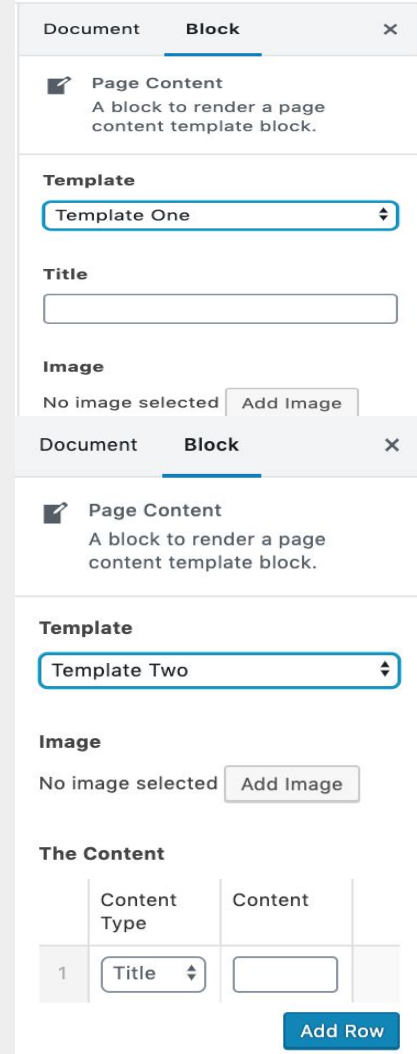 Document Block ×
Page Content
A block to render a page
content template block.
Template
Template One
Title
Image
No image selected Add Image
Document Block ×
Page Content
A block to render a page
content template block.
Template
Template Two
Image
No image selected Add Image
The Content
Content Content
Type
1 Title
Add Row